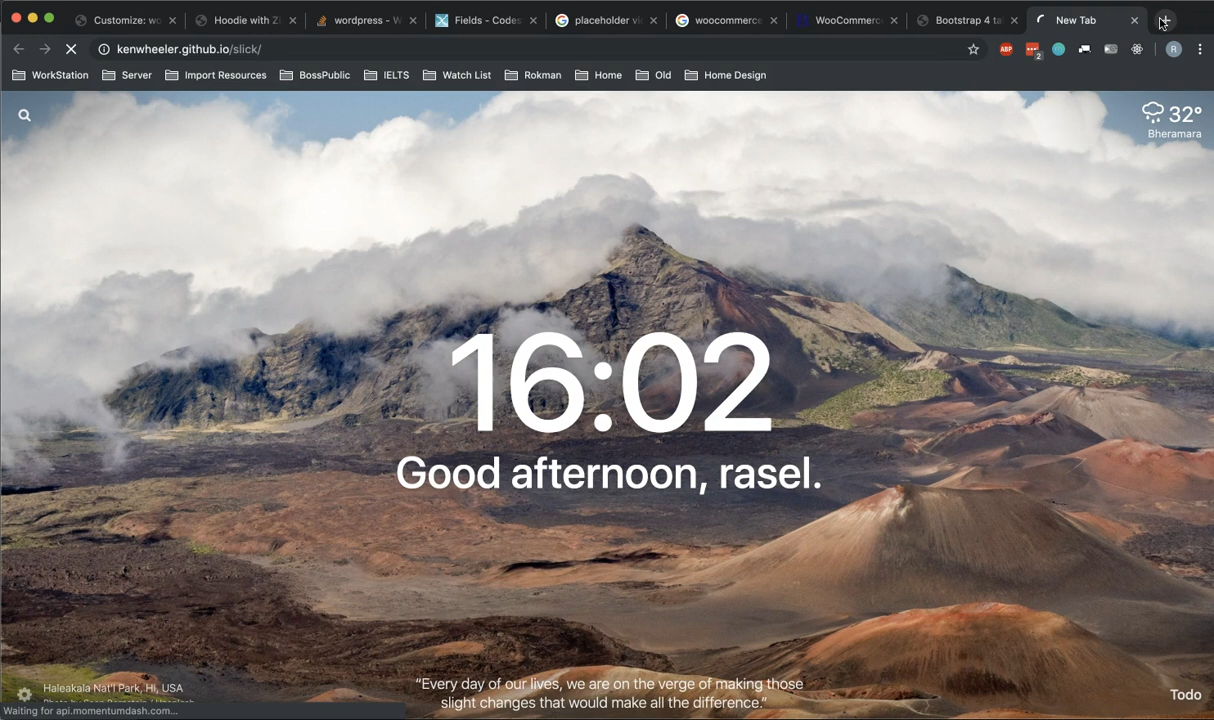 Customize: wo
Hoodie with Zi
wordpress - W
Fields - Codes
placeholder vi
woocommerce
WooCommerc
Bootstrap 4 ta
New Tab
kenwheeler.github.io/slick/
ABP
2
R
WorkStation
Server
Import Resources
BossPublic
IELTS
Watch List
Rokman
Home
Old
Home Design
32°
Bheramara
16:02
Good afternoon, rasel.
Haleakala Nat'l Park, HI, USA
“Every day of our lives, we are on the verge of making those
slight changes that would make all the difference.”
Todo
Waiting for api.momentumdash.com...